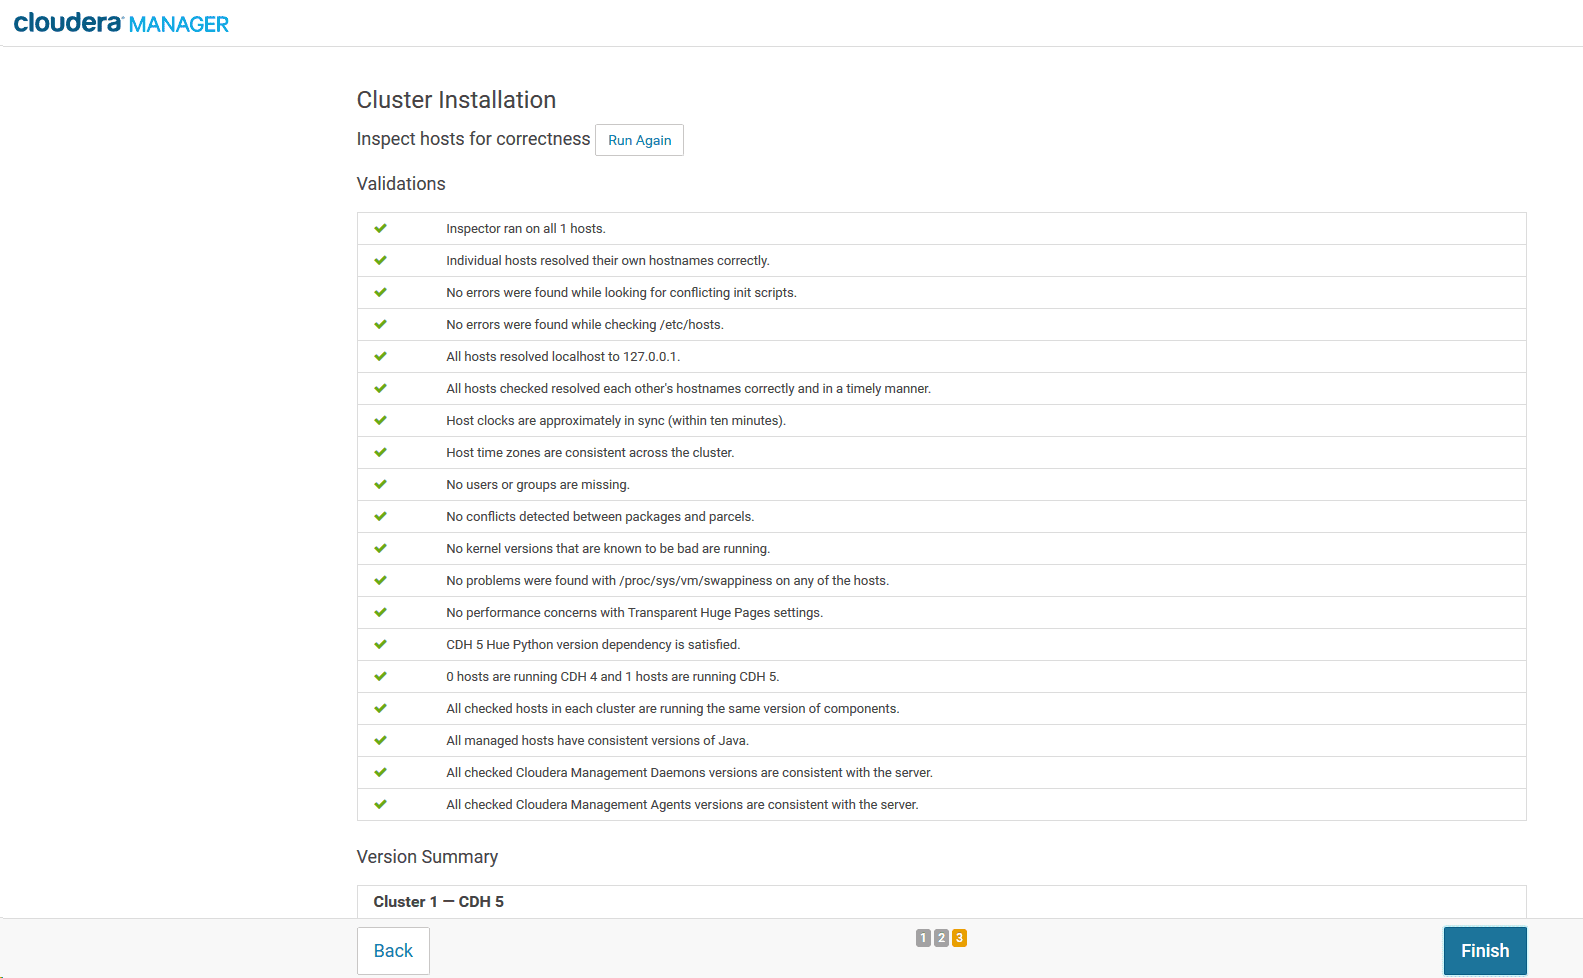 cloudera MANAGER
Cluster Installation
Inspect hosts for correctness Run Again
Validations
Inspector ran on all 1 hosts.
Individual hosts resolved their own hostnames correctly.
No errors were found while looking for conflicting init scripts.
No errors were found while checking /etc/hosts.
All hosts resolved localhost to 127.0.0.1.
All hosts checked resolved each other's hostnames correctly and in a timely manner.
Host clocks are approximately in sync (within ten minutes).
Host time zones are consistent across the cluster.
No users or groups are missing.
No conflicts detected between packages and parcels.
No kernel versions that are known to be bad are running.
No problems were found with /proc/sys/vm/swappiness on any of the hosts.
No performance concerns with Transparent Huge Pages settings.
CDH 5 Hue Python version dependency is satisfied.
0 hosts are running CDH 4 and 1 hosts are running CDH 5.
All checked hosts in each cluster are running the same version of components.
All managed hosts have consistent versions of Java.
All checked Cloudera Management Daemons versions are consistent with the server.
All checked Cloudera Management Agents versions are consistent with the server.
Version Summary
Cluster 1 — CDH 5
Back 1 2 3 Finish